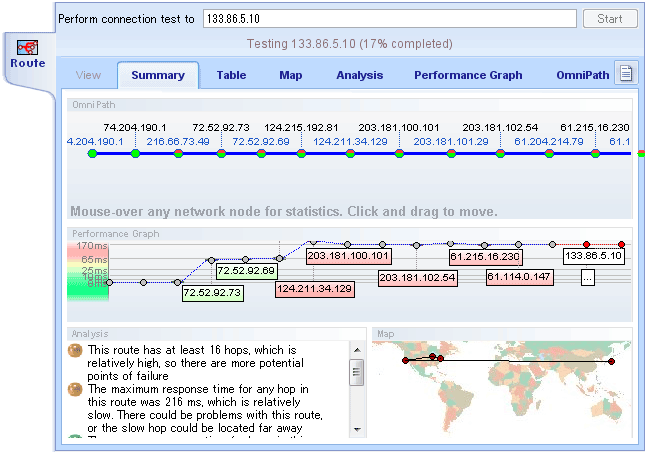 Perform connection test to 133.86.5.10 Start
Testing 133.86.5.10 (17% completed)
Route
View Summary Table Map Analysis Performance Graph OmniPath
OmniPath
74.204.190.1 72.52.92.73 124.215.192.81 203.181.100.101 203.181.102.54 61.215.16.230
4.204.190.1 216.66.73.49 72.52.92.69 124.211.34.129 203.181.101.29 61.204.214.79 61.1
Mouse-over any network node for statistics. Click and drag to move.
Performance Graph
170ms
65ms
25ms
72.52.92.73
72.52.92.69
124.211.34.129
203.181.100.101
203.181.102.54
61.215.16.230
61.114.0.147
133.86.5.10
...
Analysis
This route has at least 16 hops, which is
relatively high, so there are more potential
points of failure
The maximum response time for any hop in
this route was 216 ms, which is relatively
slow. There could be problems with this route,
or the slow hop could be located far away
Map